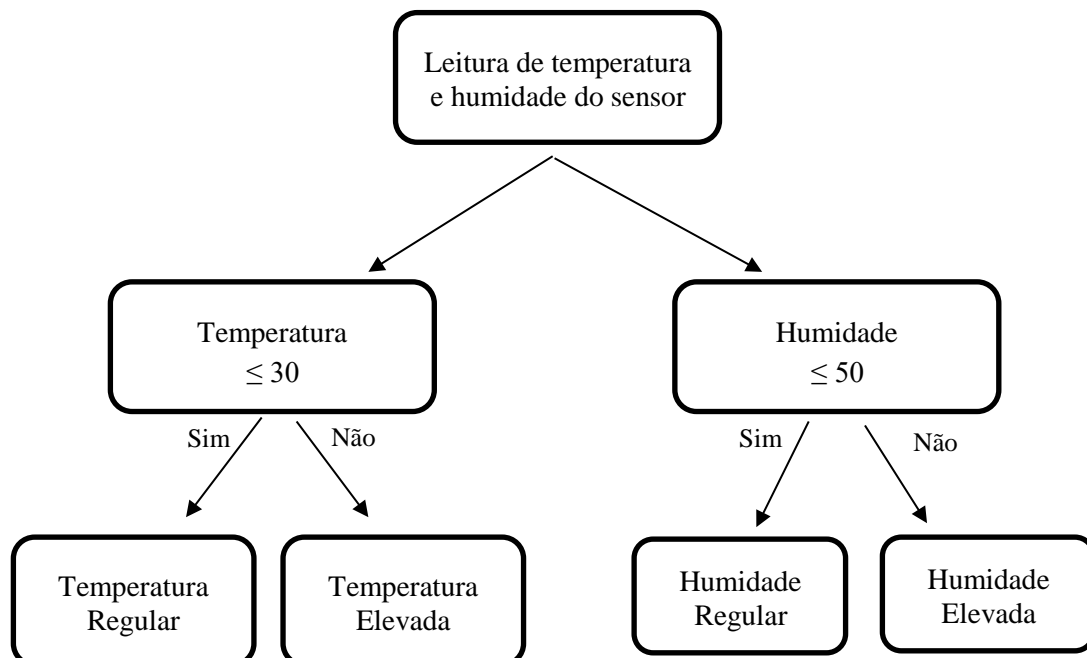 Leitura de temperatura
e humidade do sensor
Temperatura
≤ 30
Humidade
≤ 50
Sim
Não
Sim
Não
Temperatura
Regular
Temperatura
Elevada
Humidade
Regular
Humidade
Elevada